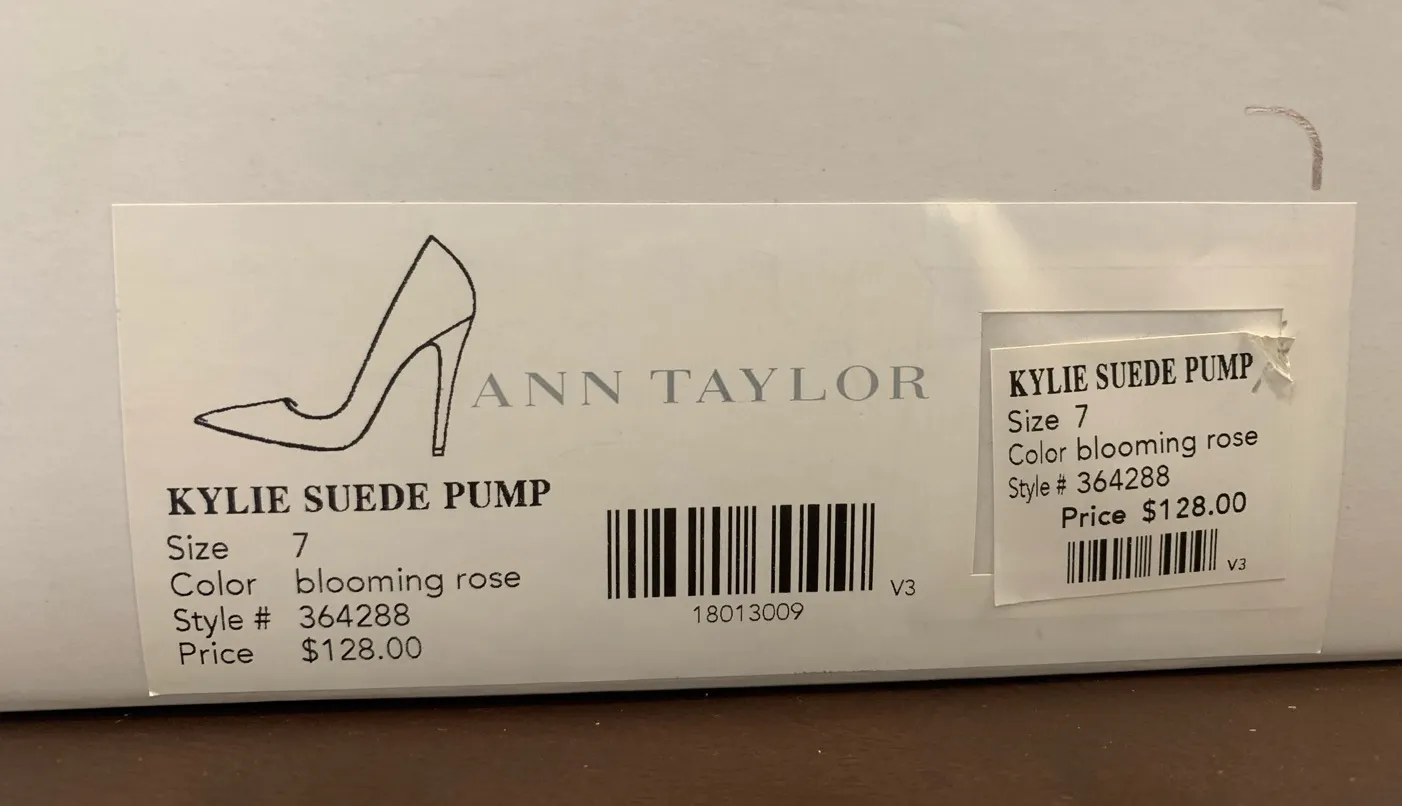 ANN TAYLOR
KYLIE SUEDE PUMP
Size 7
Color blooming rose
Style # 364288
Price $128.00
18013009
V3
KYLIE SUEDE PUMP
Size 7
Color blooming rose
Style # 364288
Price $128.00
V3